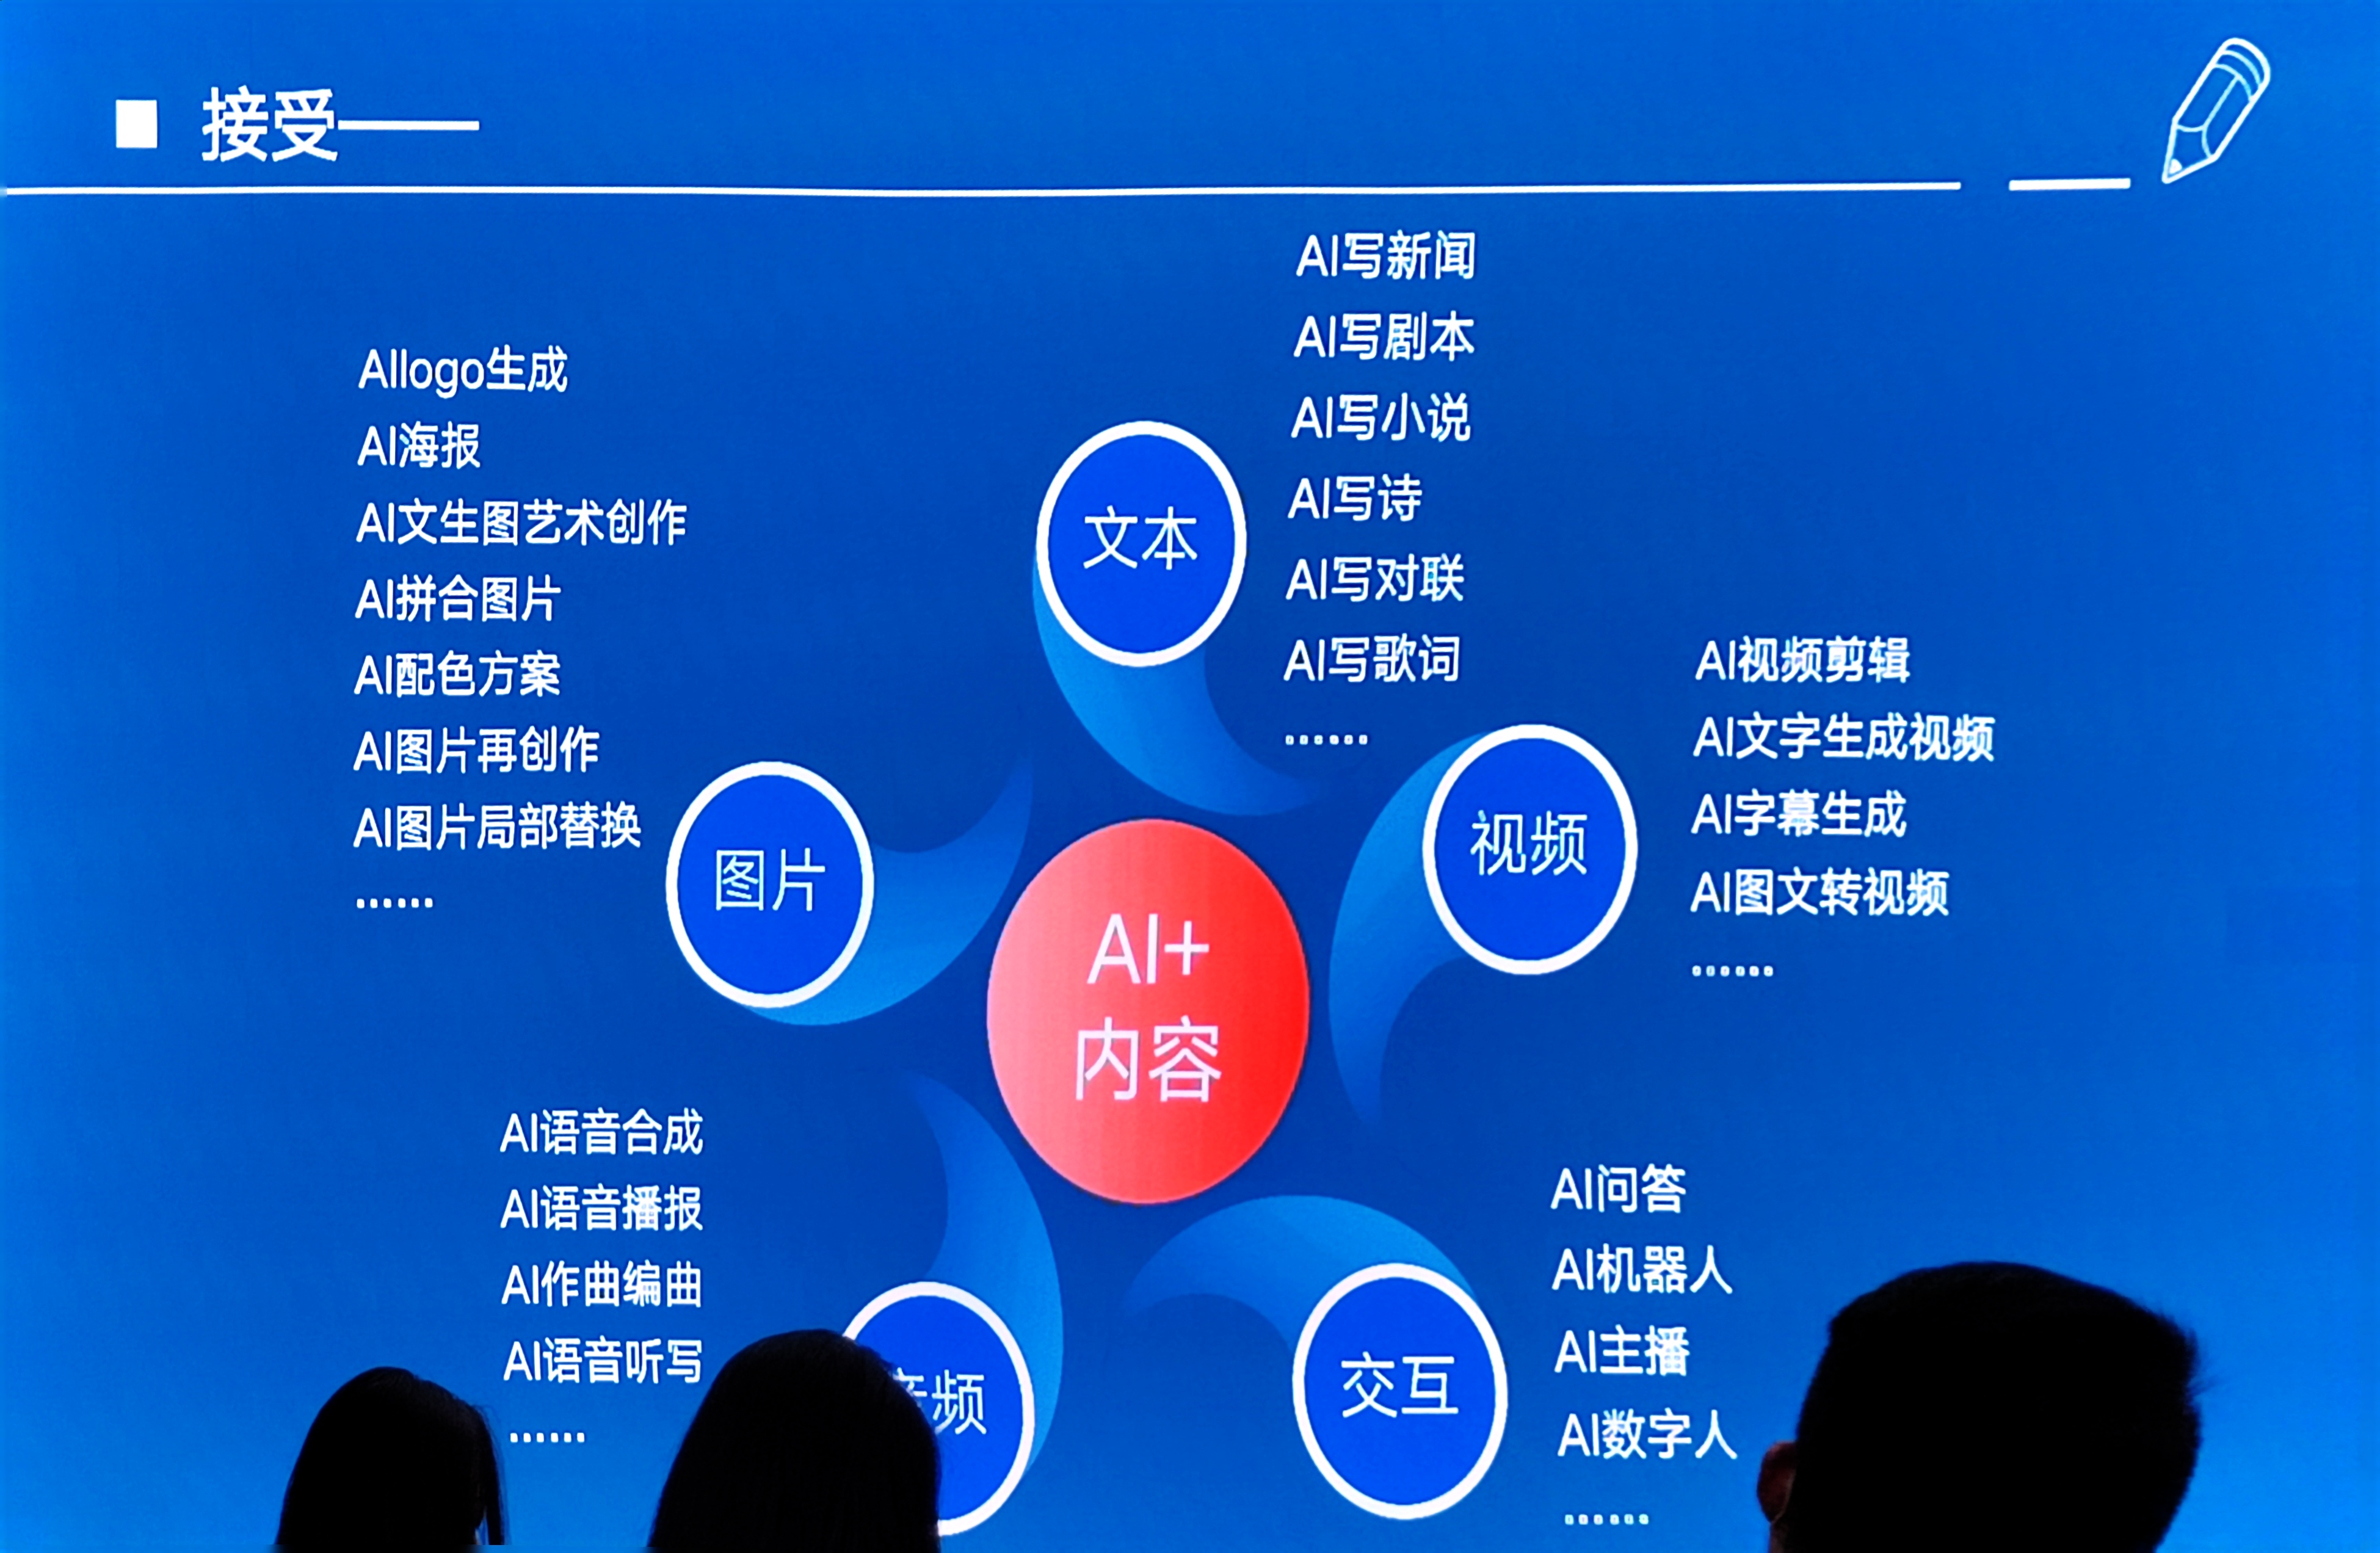 接受——
AI写新闻
AI写剧本
AI写小说
AI写诗
AI写对联
AI写歌词
......
文本
AIlogo生成
AI海报
AI文生图艺术创作
AI拼合图片
AI配色方案
AI图片再创作
AI图片局部替换
......
图片
AI视频剪辑
AI文字生成视频
AI字幕生成
AI图文转视频
......
视频
AI+
内容
AI语音合成
AI语音播报
AI作曲编曲
AI语音听写
......
音频
AI问答
AI机器人
AI主播
AI数字人
......
交互